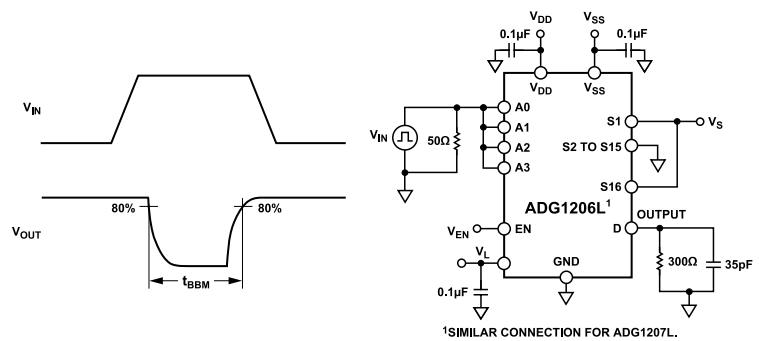 V_IN
80%
80%
V_OUT
t_BBM
V_DD
V_SS
0.1µF
0.1µF
V_DD
V_SS
V_IN
50Ω
A0
A1
A2
A3
S1
V_S
S2 TO S15
S16
ADG1206L¹
OUTPUT
V_EN
EN
D
V_L
GND
300Ω
35pF
0.1µF
¹SIMILAR CONNECTION FOR ADG1207L.